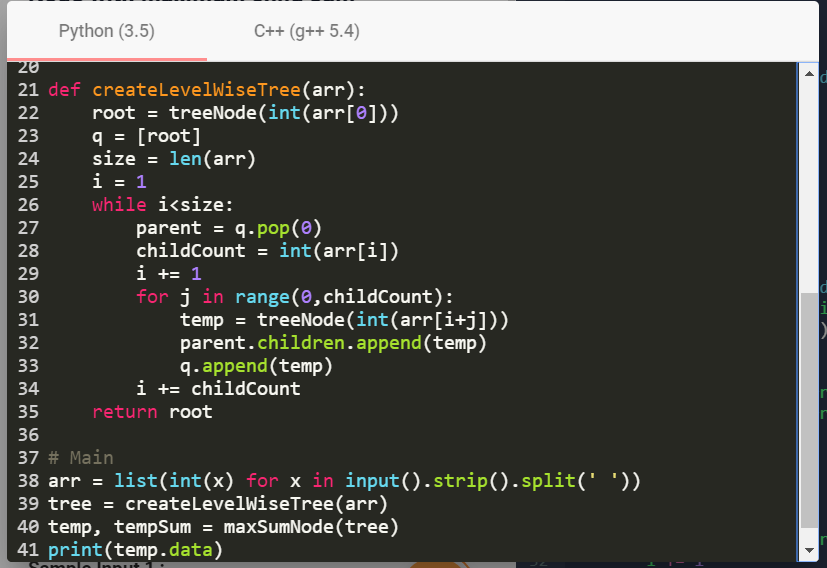 Python (3.5)
C++ (g++ 5.4)
20
21 def createLevelWiseTree(arr):
22     root = treeNode(int(arr[0]))
23     q = [root]
24     size = len(arr)
25     i = 1
26     while i<size:
27         parent = q.pop(0)
28         childCount = int(arr[i])
29         i += 1
30         for j in range(0,childCount):
31             temp = treeNode(int(arr[i+j]))
32             parent.children.append(temp)
33             q.append(temp)
34         i += childCount
35     return root
36
37 # Main
38 arr = list(int(x) for x in input().strip().split(' '))
39 tree = createLevelWiseTree(arr)
40 temp, tempSum = maxSumNode(tree)
41 print(temp.data)
Sample Input 1 :